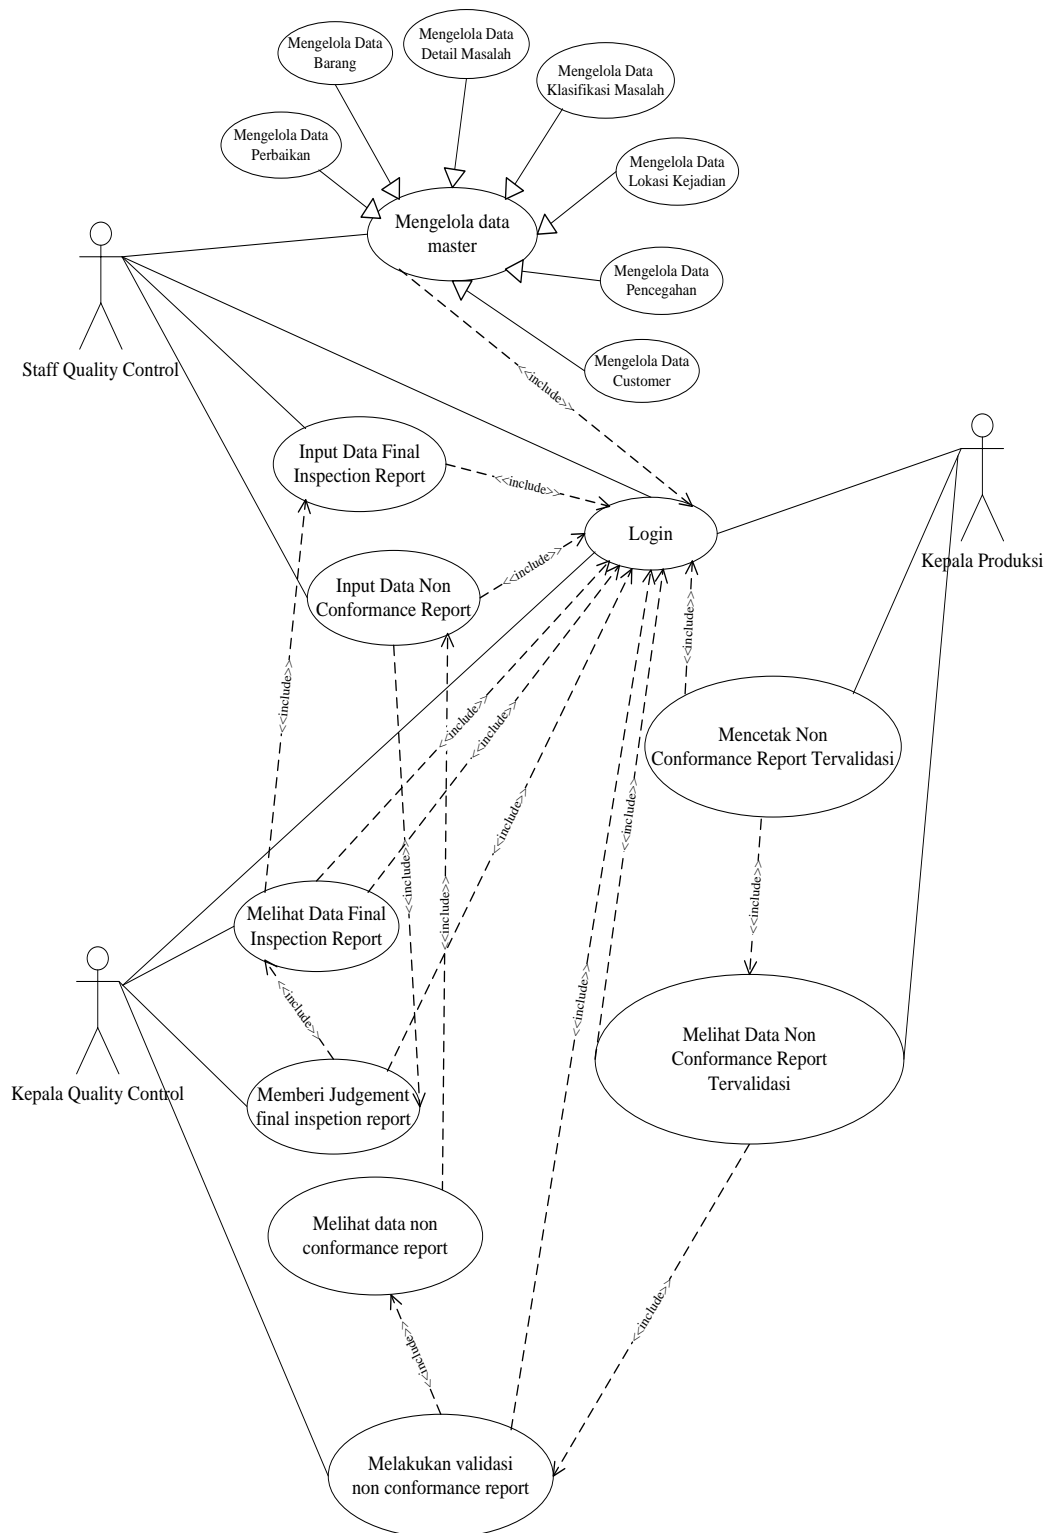 Mengelola Data
Detail Masalah
Mengelola Data
Barang
Mengelola Data
Klasifikasi Masalah
Mengelola Data
Perbaikan
Mengelola Data
Lokasi Kejadian
Mengelola data
master
Mengelola Data
Pencegahan
Staff Quality Control
Mengelola Data
Customer
<<include>>
Input Data Final
Inspection Report
<<include>>
Login
Kepala Produksi
<<include>>
Input Data Non
Conformance Report
<<include>>
<<include>>
<<include>>
<<include>>
Mencetak Non
Conformance Report Tervalidasi
<<include>>
<<include>>
<<include>>
<<include>>
<<include>>
Melihat Data Final
Inspection Report
<<include>>
<<include>>
Melihat Data Non
Conformance Report
Tervalidasi
Kepala Quality Control
Memberi Judgement
final inspetion report
Melihat data non
conformance report
<<include>>
<<include>>
Melakukan validasi
non conformance report